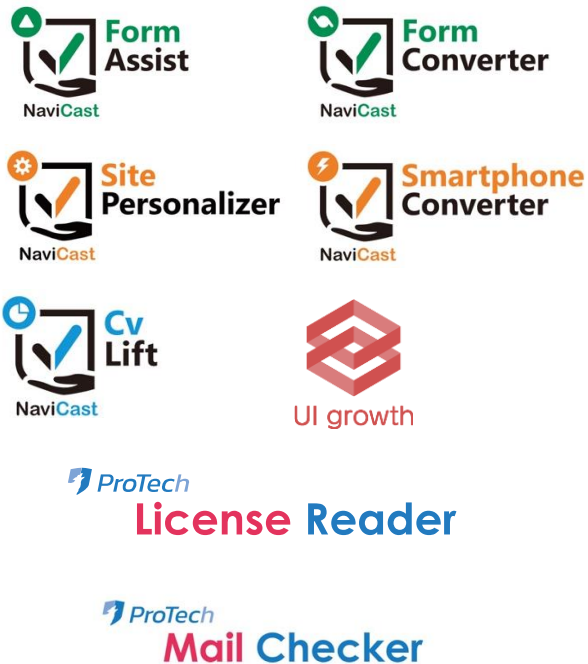 Form
Assist
NaviCast
Form
Converter
NaviCast
Site
Personalizer
NaviCast
Smartphone
Converter
NaviCast
Cv
Lift
NaviCast
UI growth
ProTech
License Reader
ProTech
Mail Checker